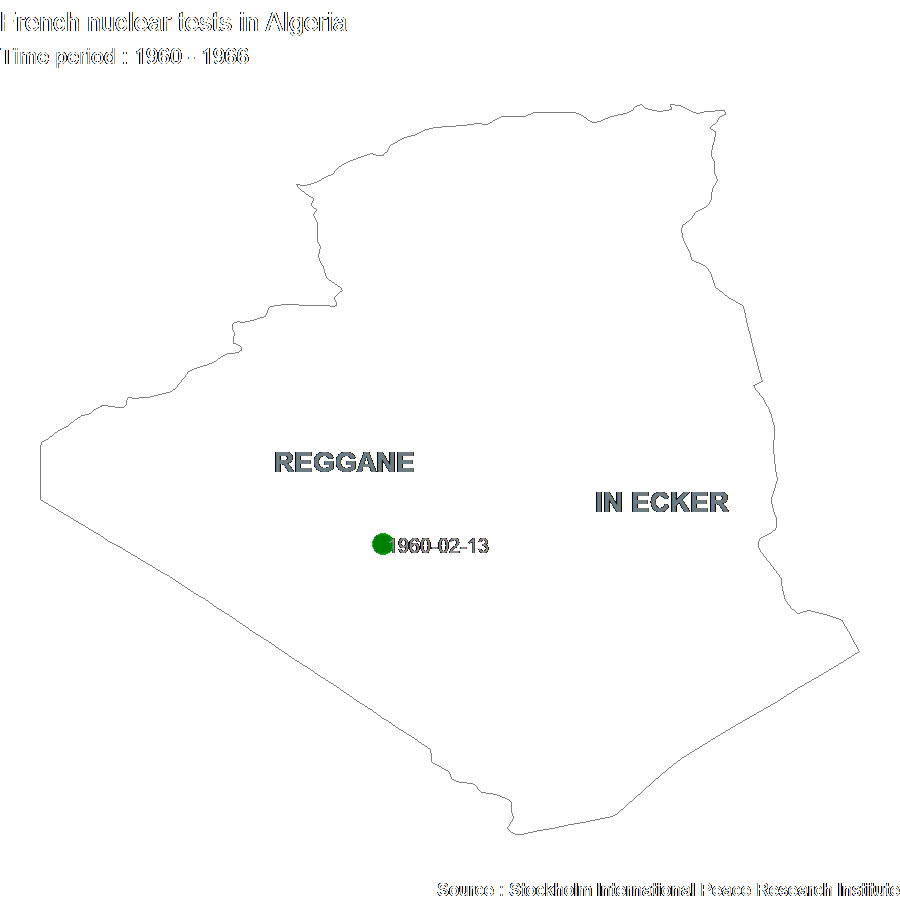 French nuclear tests in Algeria
Time period : 1960 - 1966
REGGANE
IN ECKER
1960-02-13
Source : Stockholm International Peace Research Institute